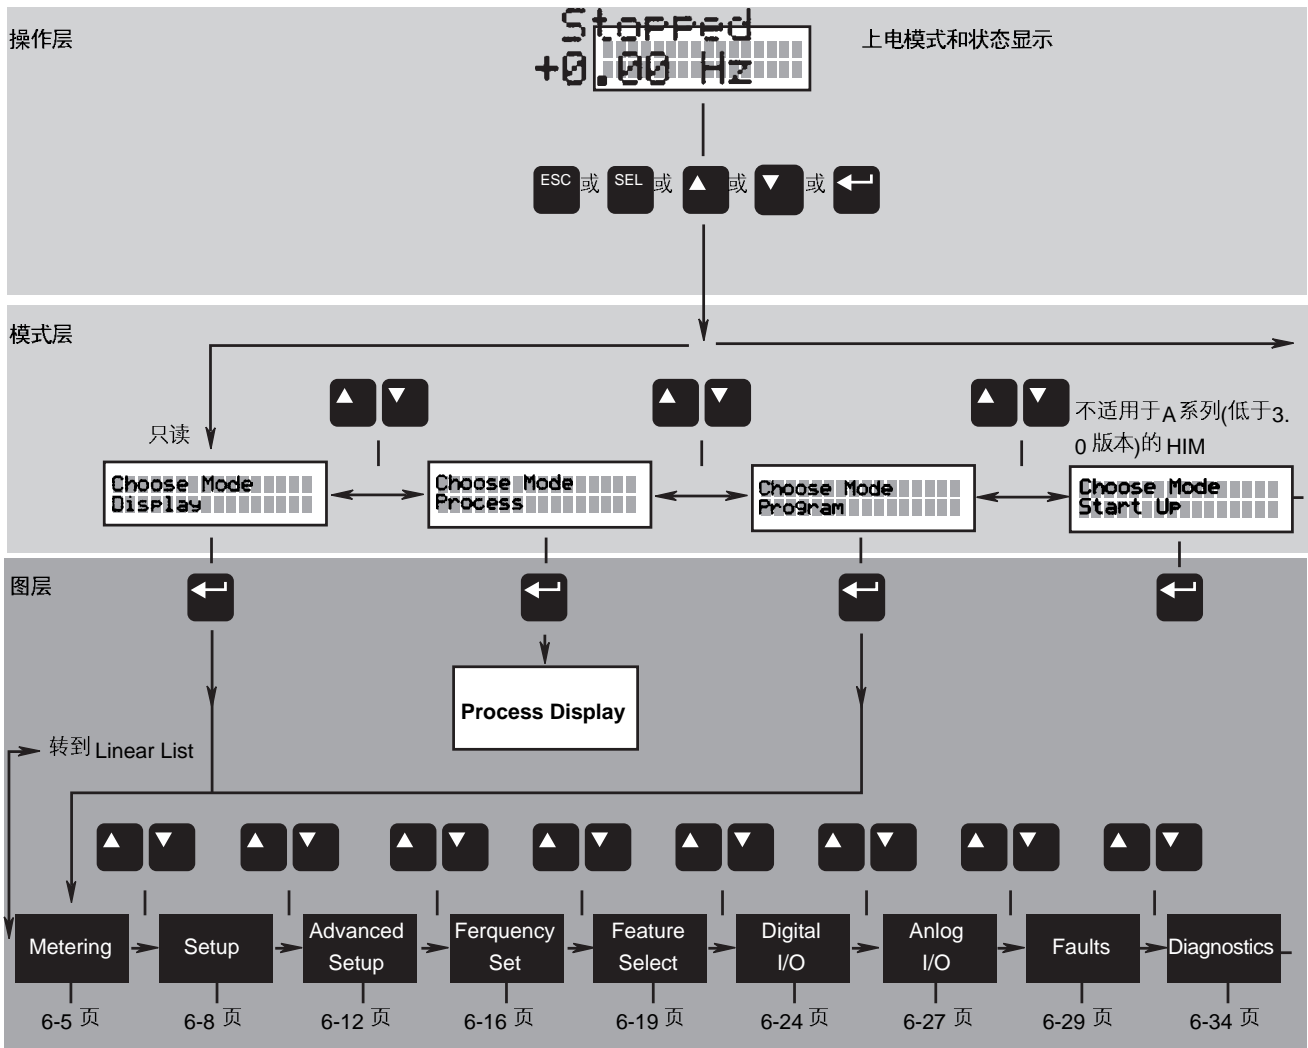 操作层
Stopped
+0.00 Hz
上电模式和状态显示
ESC 或 SEL 或 或 或
模式层
只读
不适用于A 系列(低于3.
0 版本)的 HIM
Choose Mode
Display
Choose Mode
Process
Choose Mode
Program
Choose Mode
Start Up
图层
Process Display
转到 Linear List
Metering
Setup
Advanced
Setup
Ferquency
Set
Feature
Select
Digital
I/O
Anlog
I/O
Faults
Diagnostics
6-5 页
6-8 页
6-12 页
6-16 页
6-19 页
6-24 页
6-27 页
6-29 页
6-34 页